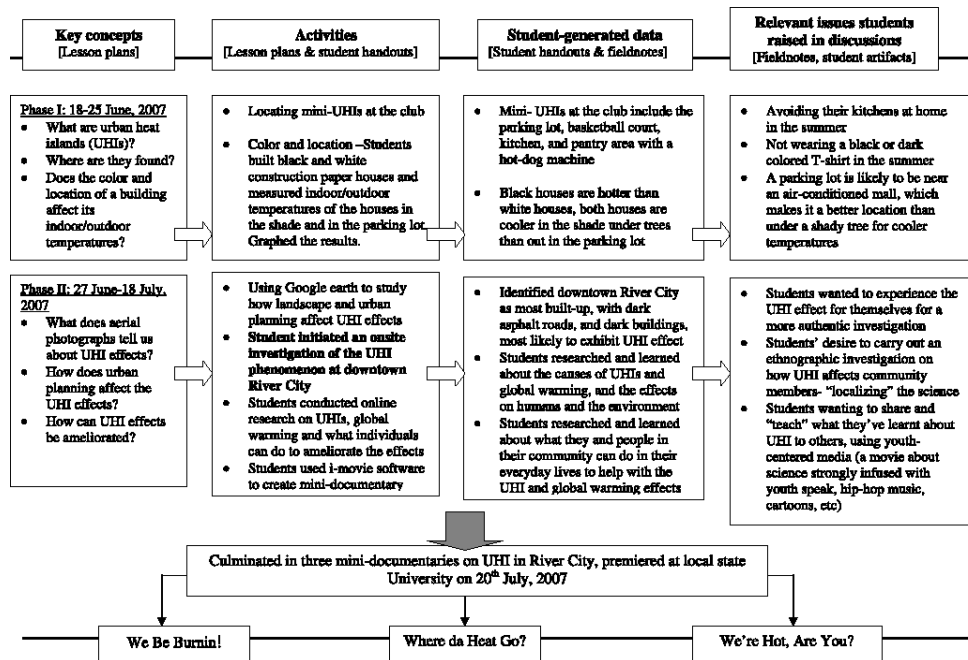 Key concepts
[Lesson plans]
Activities
[Lesson plans & student handouts]
Student-generated data
[Student handouts & fieldnotes]
Relevant issues students
raised in discussions
[Fieldnotes, student artifacts]
Phase I: 18-25 June, 2007
• What are urban heat
islands (UHIs)?
• Where are they found?
• Does the color and
location of a building
affect its
indoor/outdoor
temperatures?
• Locating mini-UHIs at the club
• Color and location –Students
built black and white
construction paper houses and
measured indoor/outdoor
temperatures of the houses in
the shade and in the parking lot.
Graphed the results.
• Mini- UHIs at the club include the
parking lot, basketball court,
kitchen, and pantry area with a
hot-dog machine
• Black houses are hotter than
white houses, both houses are
cooler in the shade under trees
than out in the parking lot
• Avoiding their kitchens at home
in the summer
• Not wearing a black or dark
colored T-shirt in the summer
• A parking lot is likely to be near
an air-conditioned mall, which
makes it a better location than
under a shady tree for cooler
temperatures
Phase II: 27 June-18 July,
2007
• What does aerial
photographs tell us
about UHI effects?
• How does urban
planning affect the
UHI effects?
• How can UHI effects
be ameliorated?
• Using Google earth to study
how landscape and urban
planning affect UHI effects
• Student initiated an onsite
investigation of the UHI
phenomenon at downtown
River City
• Students conducted online
research on UHIs, global
warming and what individuals
can do to ameliorate the effects
• Students used i-movie software
to create mini-documentary
• Identified downtown River City
as most built-up, with dark
asphalt roads, and dark buildings,
most likely to exhibit UHI effect
• Students researched and learned
about the causes of UHIs and
global warming, and the effects
on humans and the environment
• Students researched and learned
about what they and people in
their community can do in their
everyday lives to help with the
UHI and global warming effects
• Students wanted to experience the
UHI effect for themselves for a
more authentic investigation
• Students' desire to carry out an
ethnographic investigation on
how UHI affects community
members- "localizing" the science
• Students wanting to share and
"teach" what they've learnt about
UHI to others, using youth-
centered media (a movie about
science strongly infused with
youth speak, hip-hop music,
cartoons, etc)
Culminated in three mini-documentaries on UHI in River City, premiered at local state
University on 20th July, 2007
We Be Burnin!
Where da Heat Go?
We're Hot, Are You?